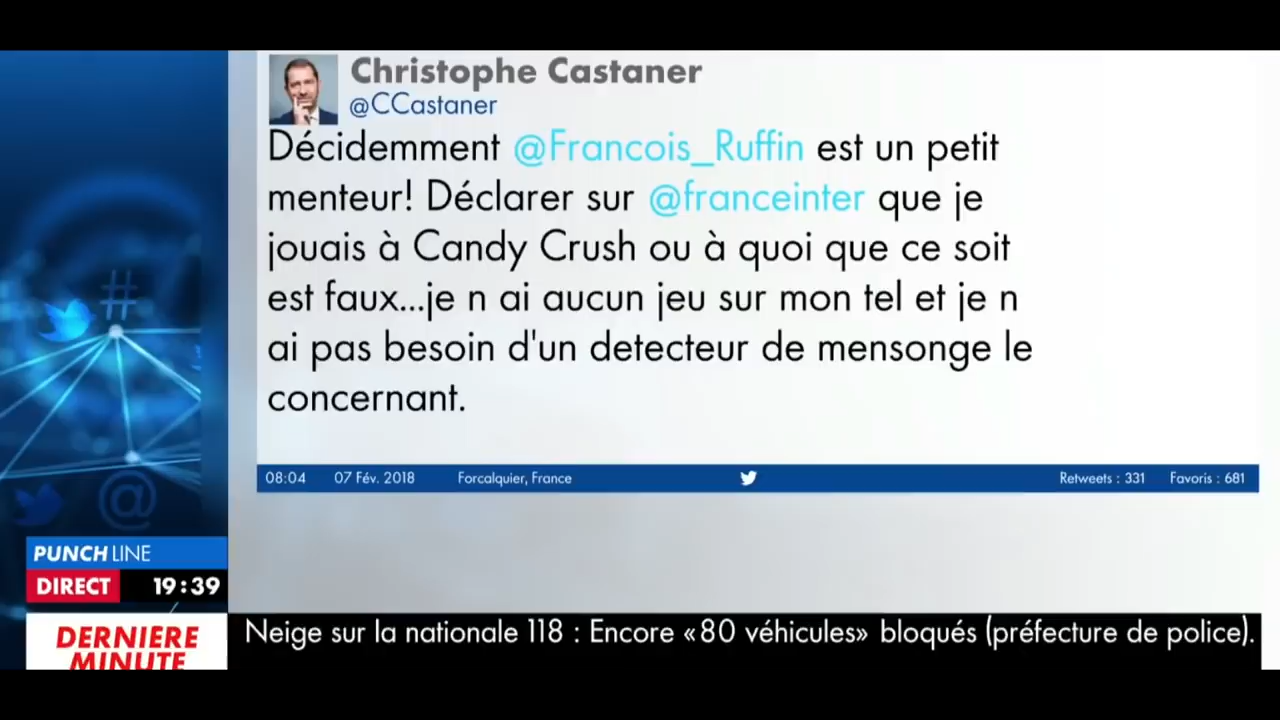 Christophe Castaner
@CCastaner
Décidemment @Francois_Ruffin est un petit
menteur! Déclarer sur @franceinter que je
jouais à Candy Crush ou à quoi que ce soit
est faux...je n ai aucun jeu sur mon tel et je n
ai pas besoin d'un detecteur de mensonge le
concernant.
08:04 07 Fév. 2018 Forcalquier, France Retweets : 331 Favoris : 681
#
@
PUNCHLINE
DIRECT 19:39
DERNIÈRE
MINUTE
Neige sur la nationale 118 : Encore «80 véhicules» bloqués (préfecture de police).